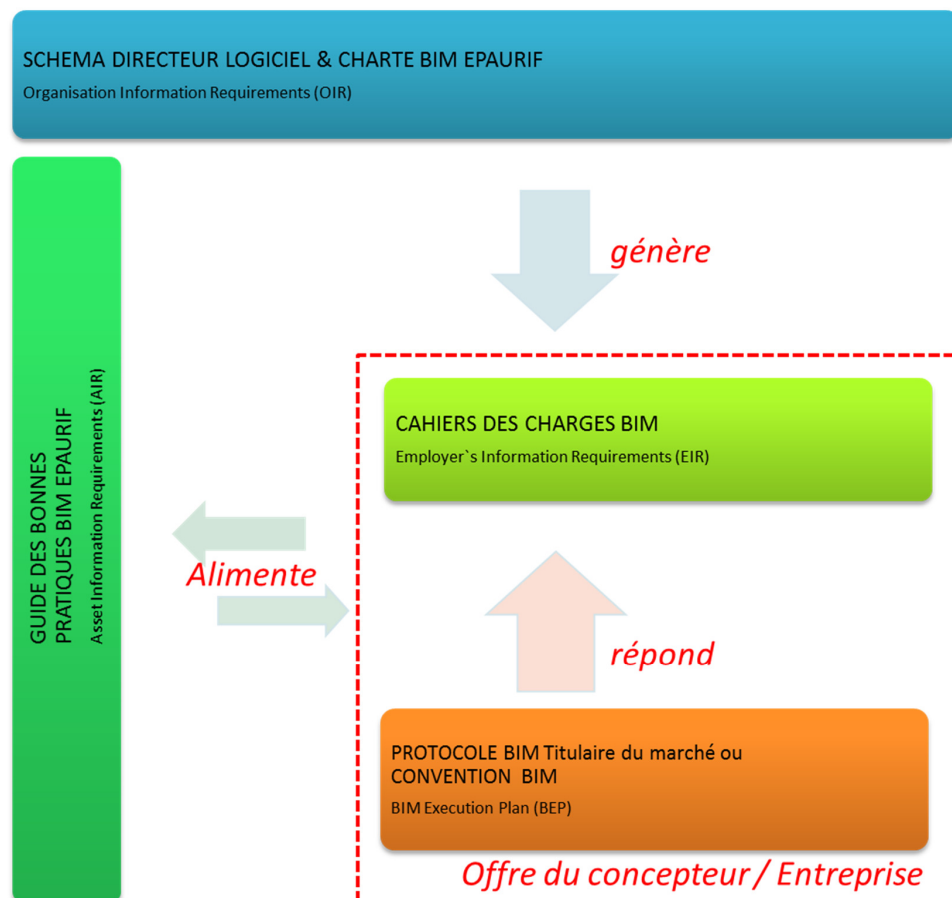 SCHEMA DIRECTEUR LOGICIEL & CHARTE BIM EPAURIF
Organisation Information Requirements (OIR)
génère
GUIDE DES BONNES
PRATIQUES BIM EPAURIF
Asset Information Requirements (AIR)
CAHIERS DES CHARGES BIM
Employer`s Information Requirements (EIR)
Alimente
répond
PROTOCOLE BIM Titulaire du marché ou
CONVENTION BIM
BIM Execution Plan (BEP)
Offre du concepteur / Entreprise